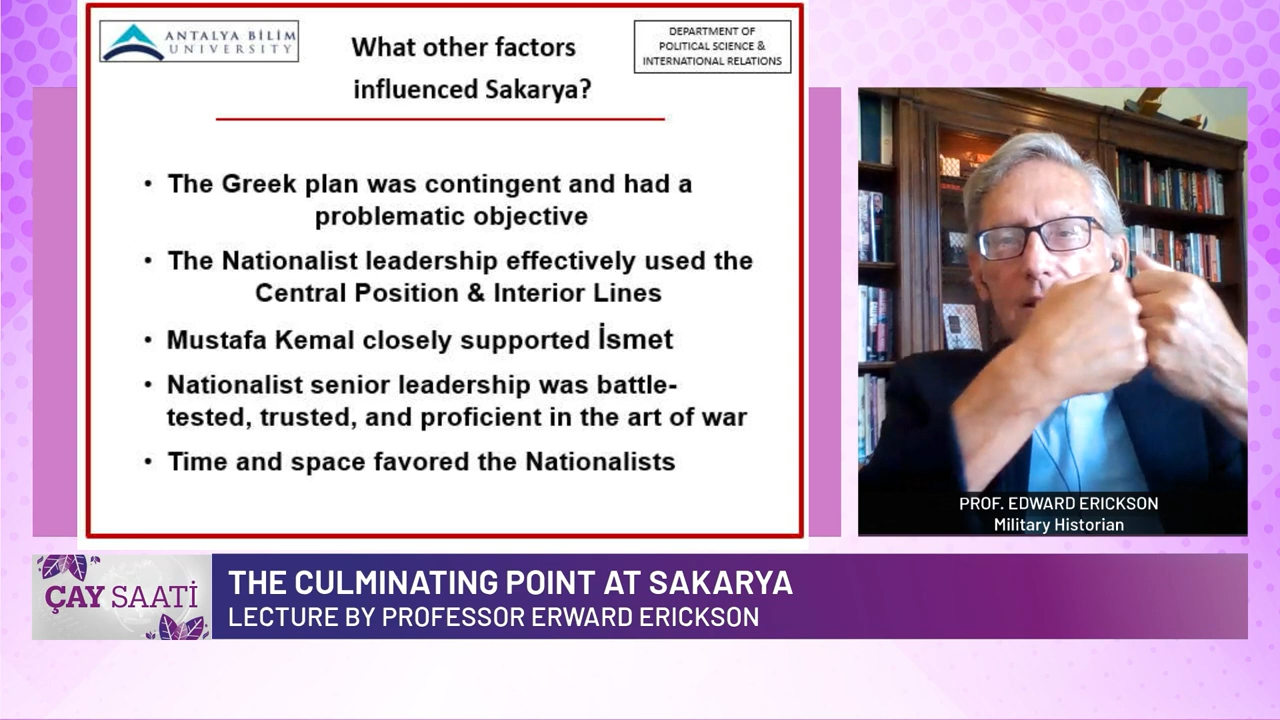 ANTALYA BİLİM
UNIVERSITY
What other factors
influenced Sakarya?
DEPARTMENT OF
POLITICAL SCIENCE &
INTERNATIONAL RELATIONS
• The Greek plan was contingent and had a
problematic objective
• The Nationalist leadership effectively used the
Central Position & Interior Lines
• Mustafa Kemal closely supported İsmet
• Nationalist senior leadership was battle-
tested, trusted, and proficient in the art of war
• Time and space favored the Nationalists
PROF. EDWARD ERICKSON
Military Historian
ÇAY SAATİ
THE CULMINATING POINT AT SAKARYA
LECTURE BY PROFESSOR ERWARD ERICKSON